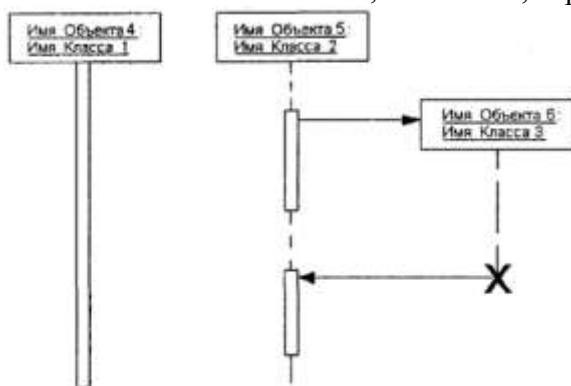 Имя Объекта 4 :
Имя Класса 1
Имя Объекта 5:
Имя Класса 2
Имя Объекта 6 :
Имя Класса 3
X